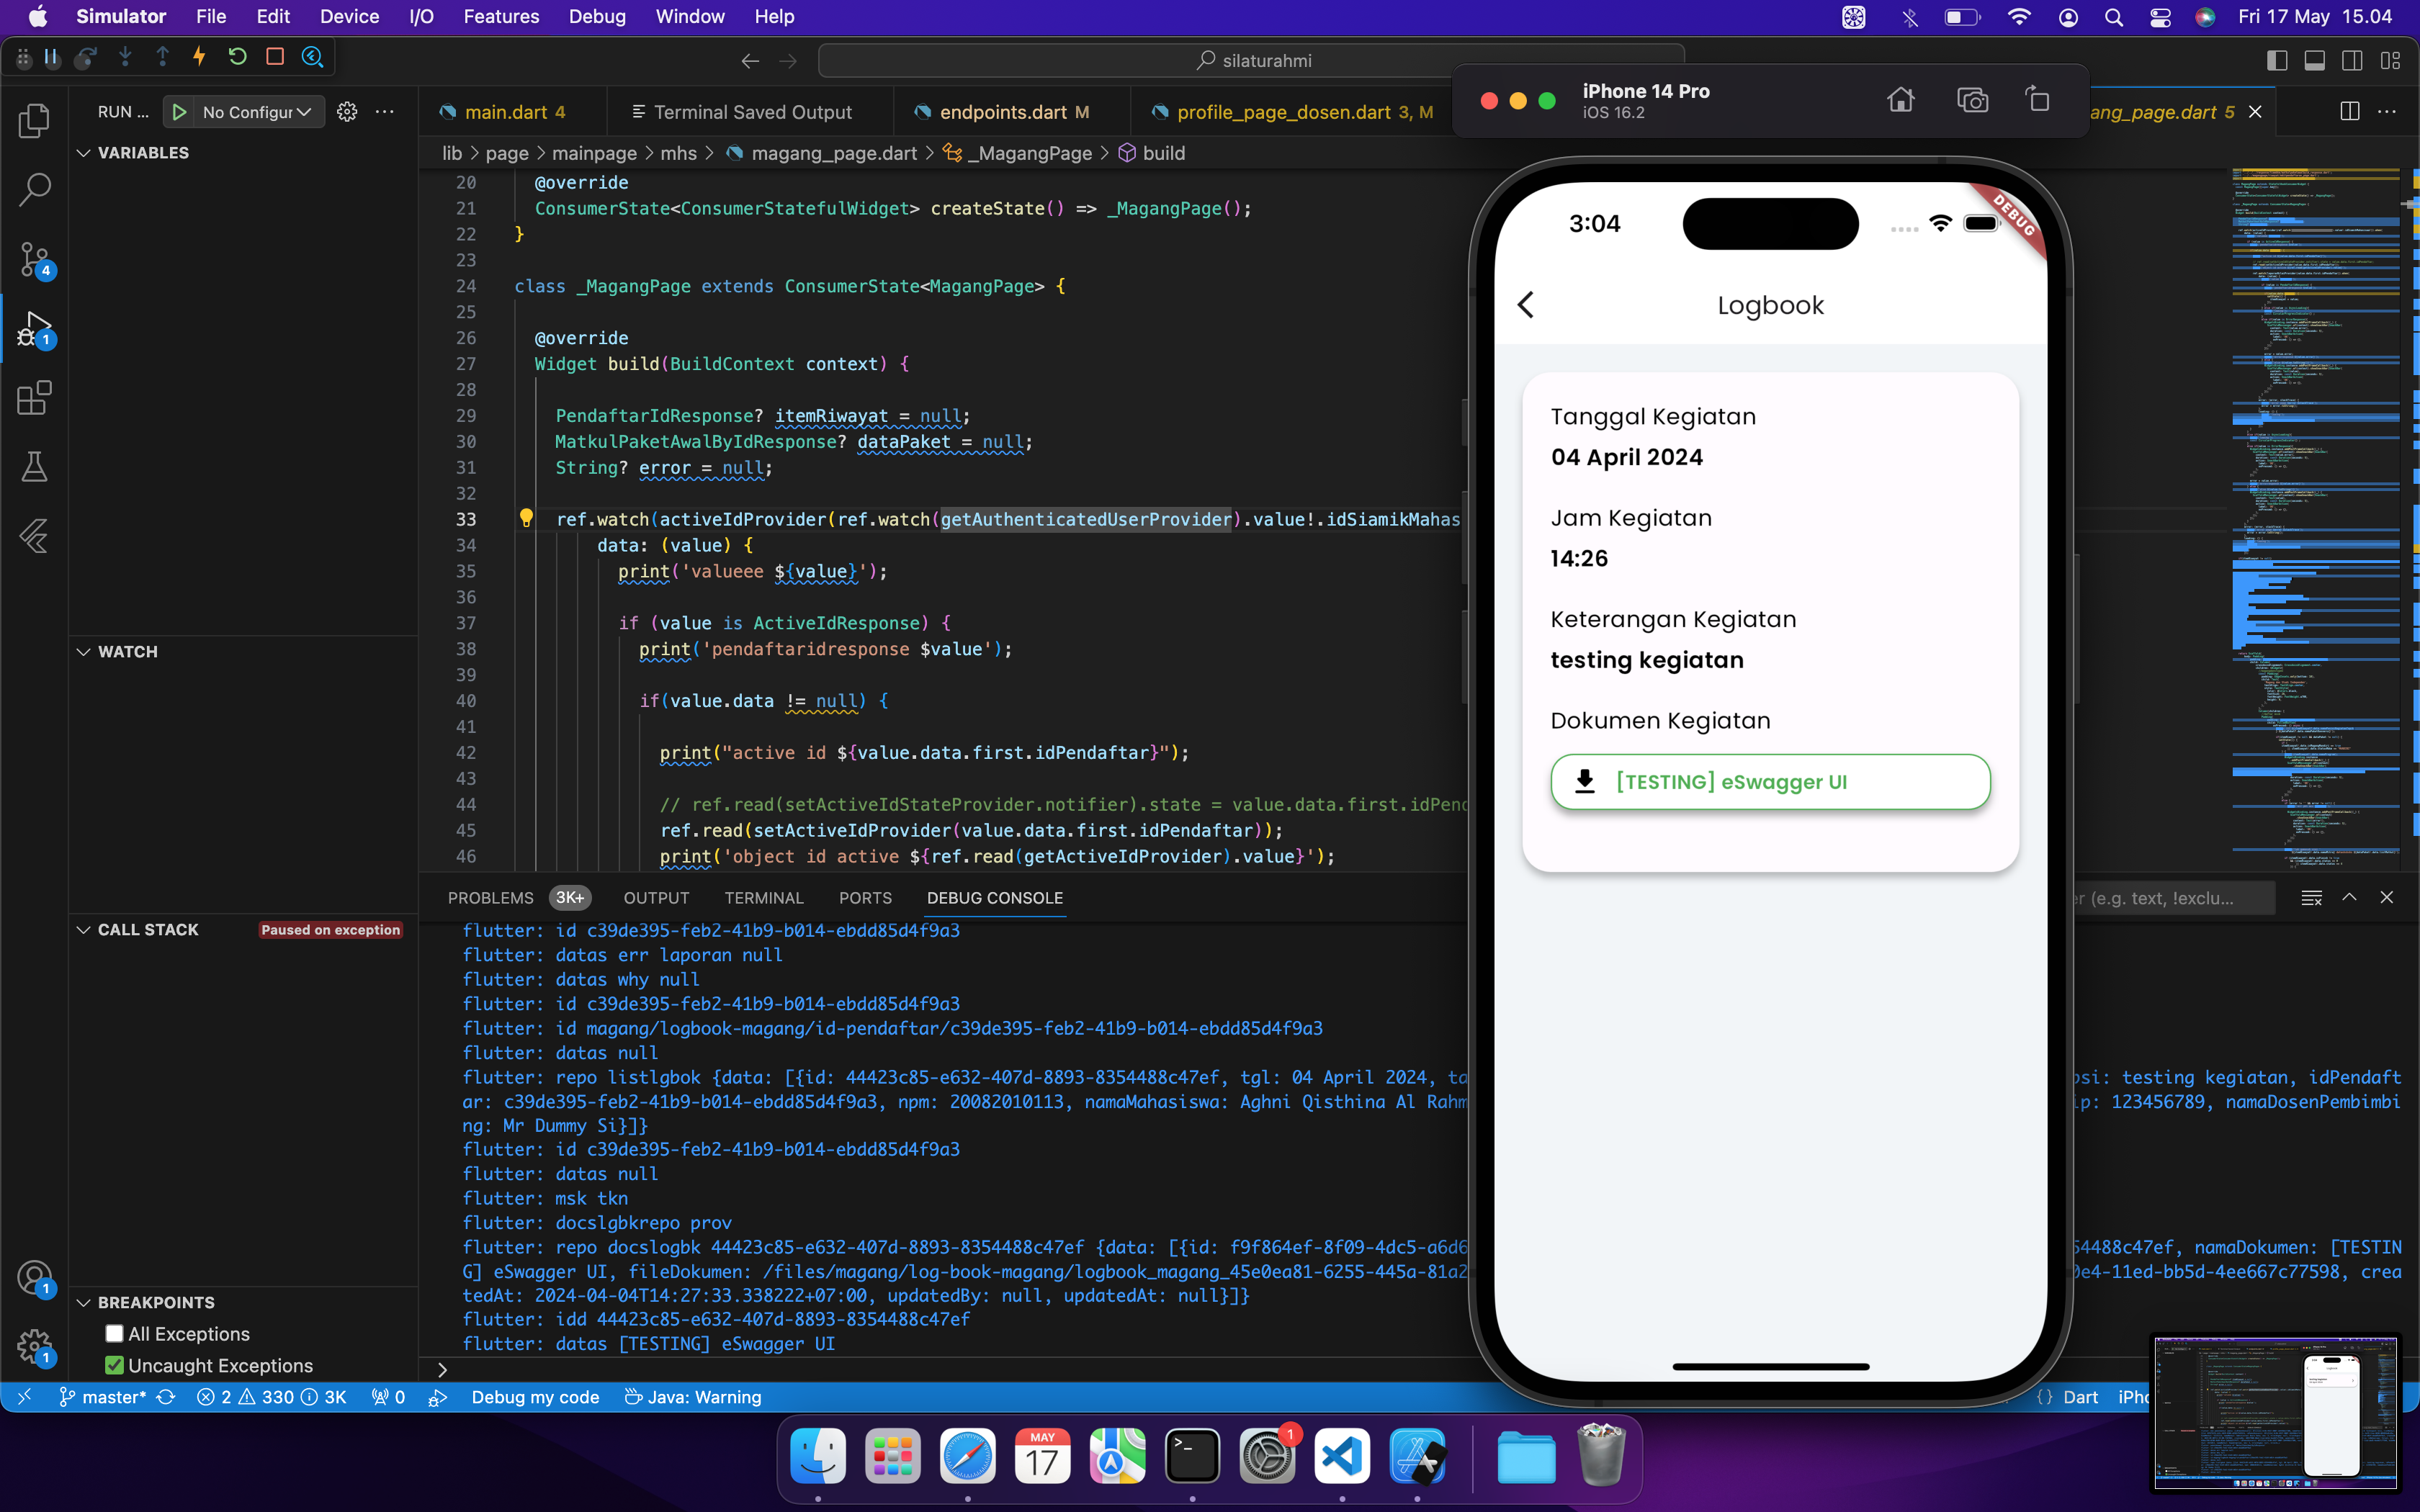 Simulator File Edit Device I/O Features Debug Window Help
Fri 17 May 15.04
silaturahmi
RUN ...
No Configur
main.dart 4
Terminal Saved Output
endpoints.dart M
profile_page_dosen.dart 3, M
ang_page.dart 5
lib > page > mainpage > mhs > magang_page.dart > _MagangPage > build
VARIABLES
WATCH
CALL STACK
Paused on exception
BREAKPOINTS
All Exceptions
Uncaught Exceptions
4
1
1
1
20 @override
21 ConsumerState<ConsumerStatefulWidget> createState() => _MagangPage();
22 }
23
24 class _MagangPage extends ConsumerState<MagangPage> {
25
26 @override
27 Widget build(BuildContext context) {
28
29 PendaftarIdResponse? itemRiwayat = null;
30 MatkulPaketAwalByIdResponse? dataPaket = null;
31 String? error = null;
32
33 ref.watch(activeIdProvider(ref.watch(getAuthenticatedUserProvider).value!.idSiamikMahas
34 data: (value) {
35 print('valueee ${value}');
36
37 if (value is ActiveIdResponse) {
38 print('pendaftaridresponse $value');
39
40 if(value.data != null) {
41
42 print("active id ${value.data.first.idPendaftar}");
43
44 // ref.read(setActiveIdStateProvider.notifier).state = value.data.first.idPend
45 ref.read(setActiveIdProvider(value.data.first.idPendaftar));
46 print('object id active ${ref.read(getActiveIdProvider).value}');
PROBLEMS 3K+ OUTPUT TERMINAL PORTS DEBUG CONSOLE
er (e.g. text, !exclu...
flutter: id c39de395-feb2-41b9-b014-ebdd85d4f9a3
flutter: datas err laporan null
flutter: datas why null
flutter: id c39de395-feb2-41b9-b014-ebdd85d4f9a3
flutter: id magang/logbook-magang/id-pendaftar/c39de395-feb2-41b9-b014-ebdd85d4f9a3
flutter: datas null
flutter: repo listlgbok {data: [{id: 44423c85-e632-407d-8893-8354488c47ef, tgl: 04 April 2024, ta
psi: testing kegiatan, idPendaft
ar: c39de395-feb2-41b9-b014-ebdd85d4f9a3, npm: 20082010113, namaMahasiswa: Aghni Qisthina Al Rahm
ip: 123456789, namaDosenPembimbi
ng: Mr Dummy Si}]}
flutter: id c39de395-feb2-41b9-b014-ebdd85d4f9a3
flutter: datas null
flutter: msk tkn
flutter: docslgbkrepo prov
flutter: repo docslogbk 44423c85-e632-407d-8893-8354488c47ef {data: [{id: f9f864ef-8f09-4dc5-a6d6
54488c47ef, namaDokumen: [TESTIN
G] eSwagger UI, fileDokumen: /files/magang/log-book-magang/logbook_magang_45e0ea81-6255-445a-81a2
0e4-11ed-bb5d-4ee667c77598, crea
tedAt: 2024-04-04T14:27:33.338222+07:00, updatedBy: null, updatedAt: null}]}
flutter: idd 44423c85-e632-407d-8893-8354488c47ef
flutter: datas [TESTING] eSwagger UI
master* 2 330 3K 0 Debug my code Java: Warning
Dart iPho
iPhone 14 Pro
iOS 16.2
3:04
DEBUG
Logbook
Tanggal Kegiatan
04 April 2024
Jam Kegiatan
14:26
Keterangan Kegiatan
testing kegiatan
Dokumen Kegiatan
[TESTING] eSwagger UI
MAY
17
1